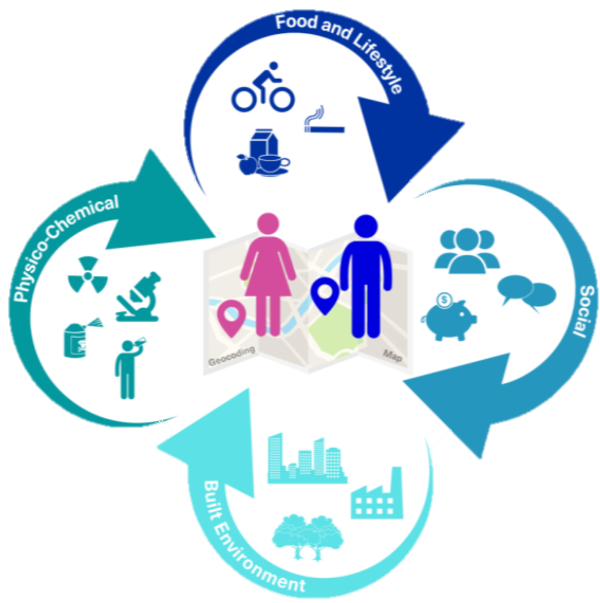 Food and Lifestyle
Physico-Chemical
Social
$
Geocoding
Map
Built Environment